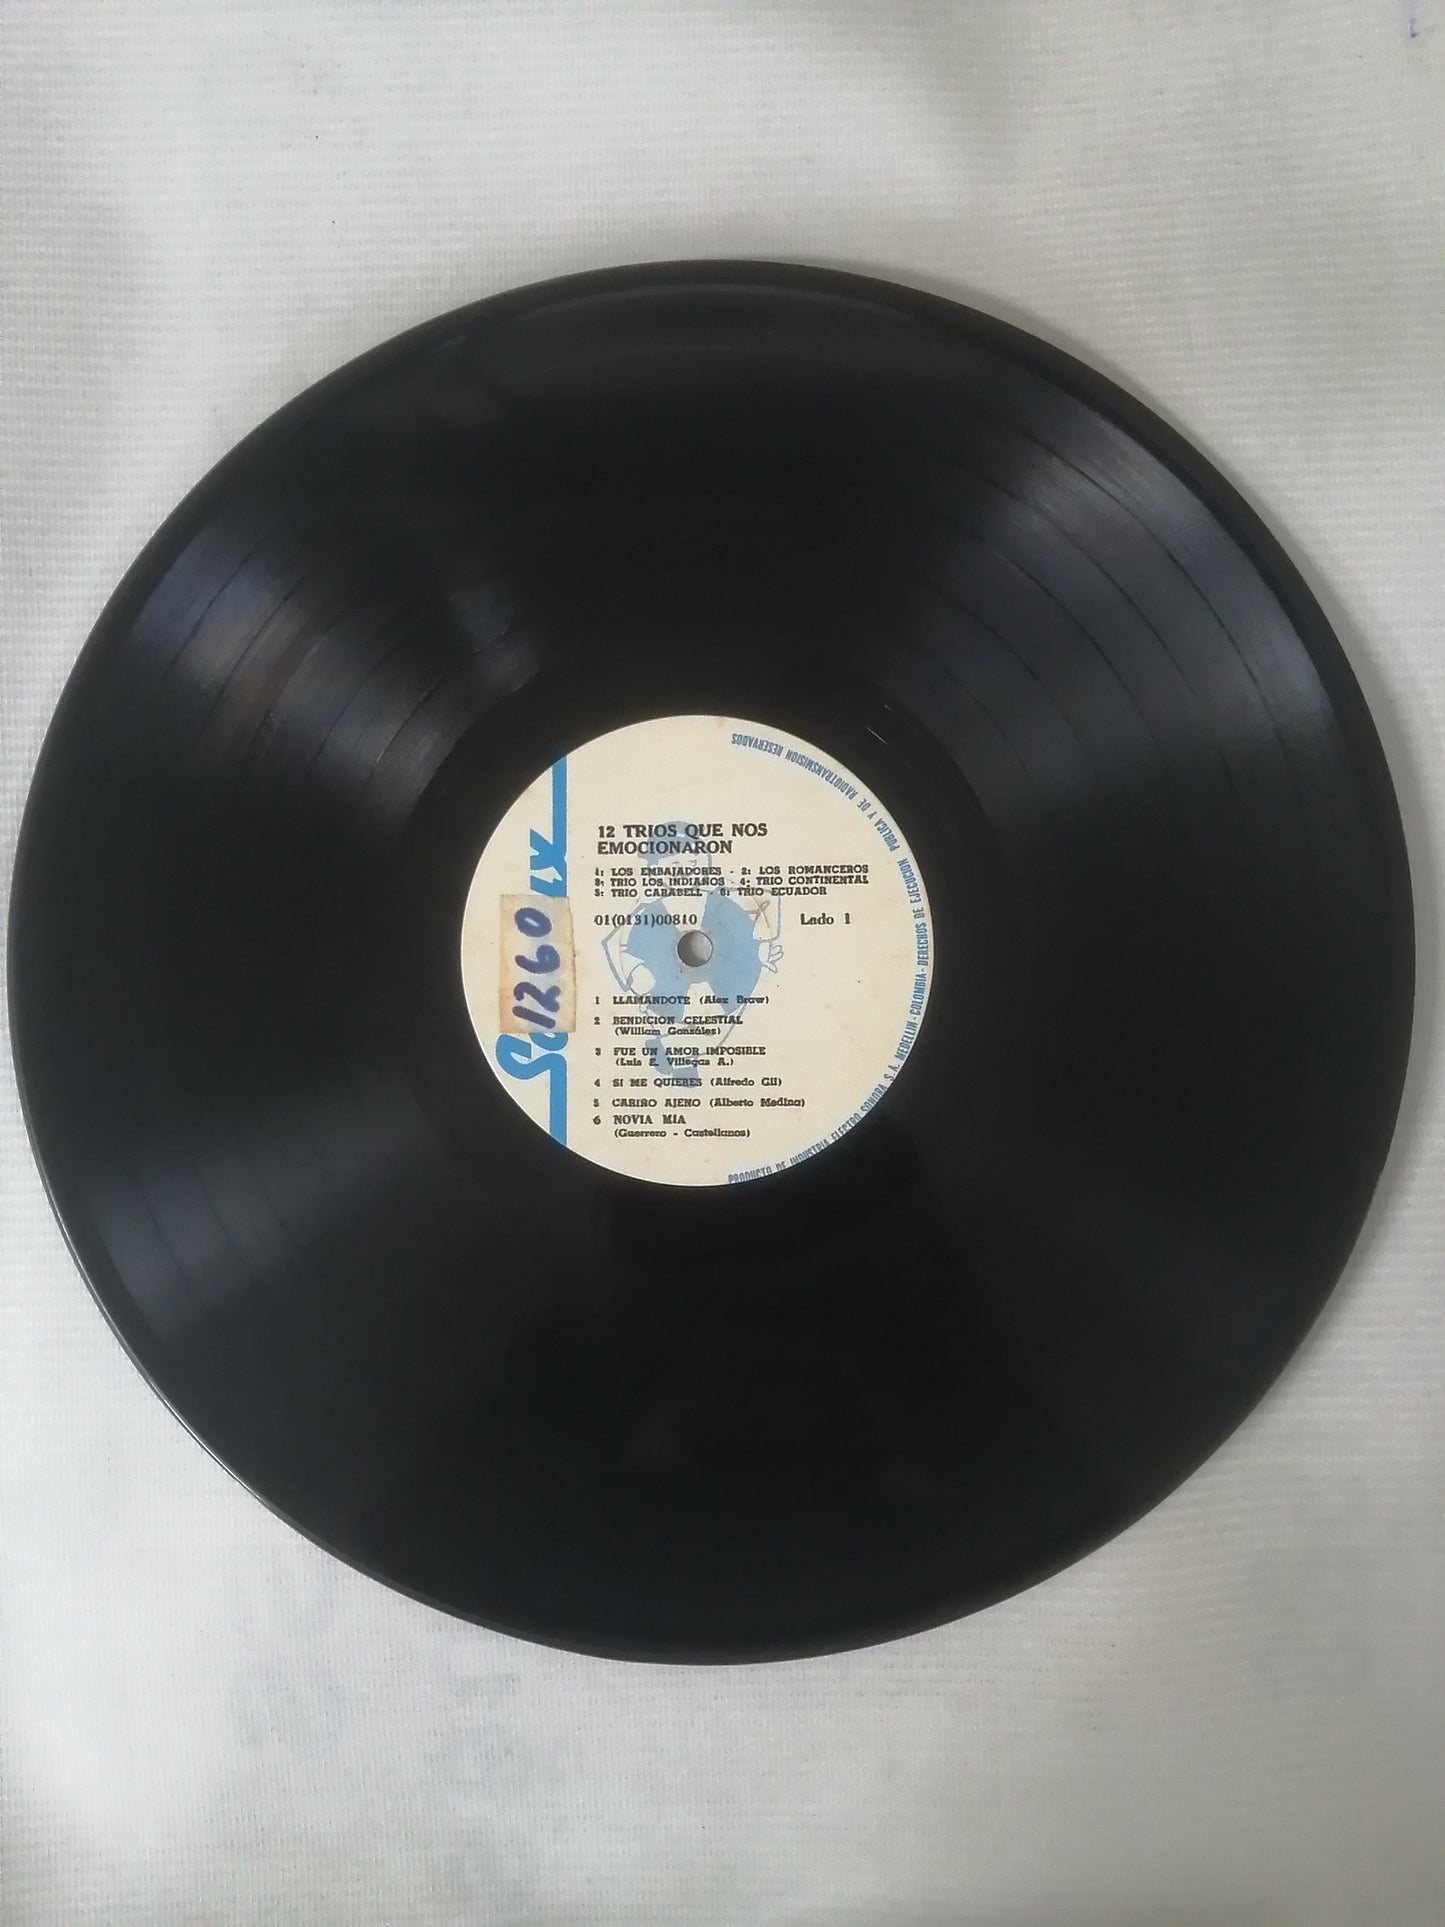 12 TRIOS QUE NOS
EMOCIONARON
1: LOS EMBAJADORES - 2: LOS ROMANCEROS
3: TRIO LOS INDIANOS - 4: TRIO CONTINENTAL
5: TRIO CARABELL - 6: TRIO ECUADOR
01(0131)00810 Lado 1
1 LLAMANDOTE (Alex Braw)
2 BENDICION CELESTIAL
(William Gonzáles)
3 FUE UN AMOR IMPOSIBLE
(Luis E. Villegas A.)
4 SI ME QUIERES (Alfredo Gil)
5 CARIÑO AJENO (Alberto Medina)
6 NOVIA MIA
(Guerrero - Castellanos)
1260
PRODUCTO DE INDUSTRIA ELECTRO SONORA S. A. MEDELLIN - COLOMBIA - DERECHOS DE EJECUCION PUBLICA Y DE RADIOTRANSMISION RESERVADOS